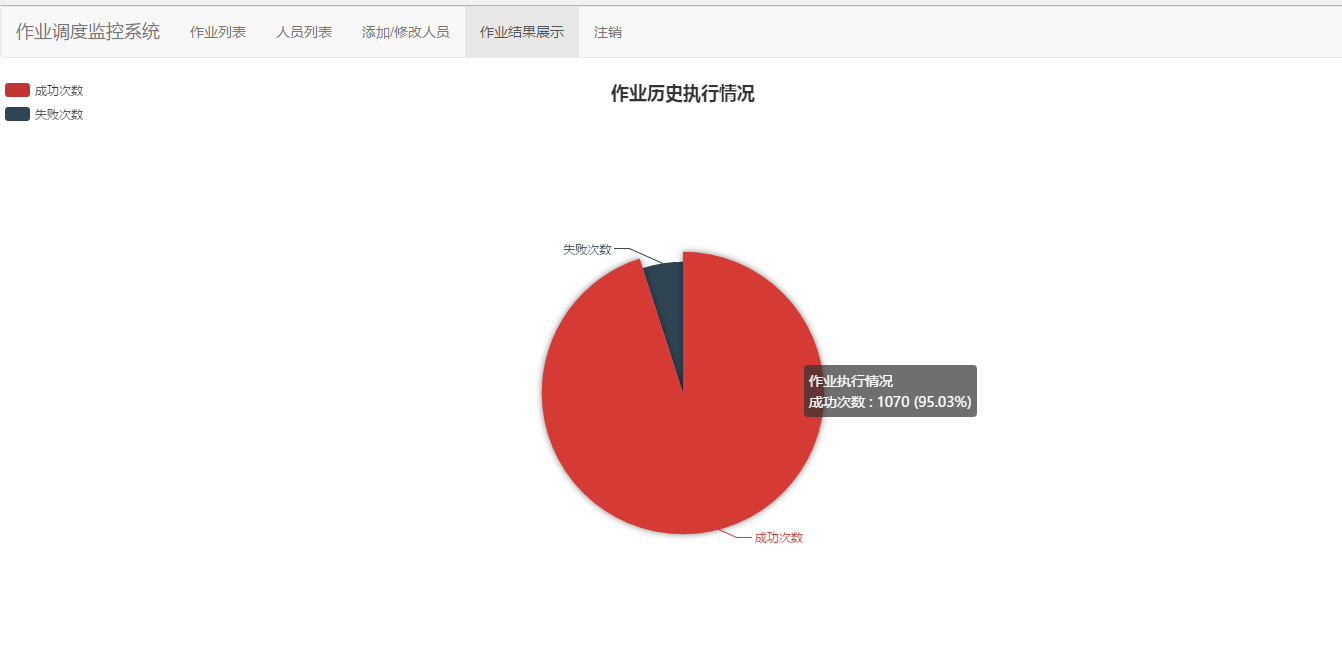 作业调度监控系统 作业列表 人员列表 添加/修改人员 作业结果展示 注销
作业历史执行情况
成功次数
失败次数
失败次数
作业执行情况
成功次数 : 1070 (95.03%)
成功次数